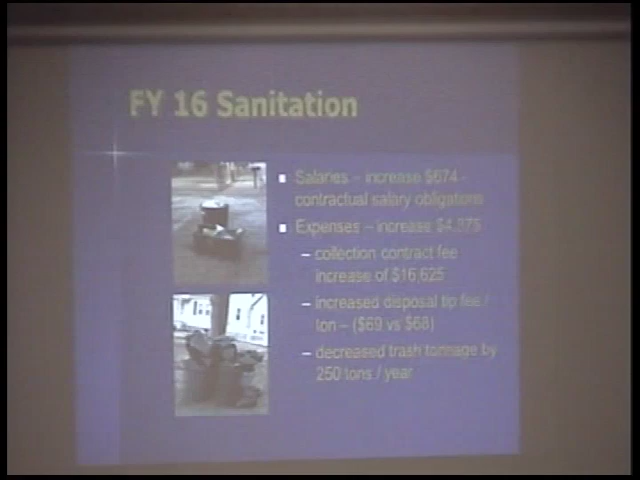 FY 16 Sanitation
Salaries – increase $674 -
contractual salary obligations
Expenses – increase $4,875
– collection contract fee
increase of $16,625
– increased disposal tip fee /
ton – ($69 vs $68)
– decreased trash tonnage by
250 tons / year